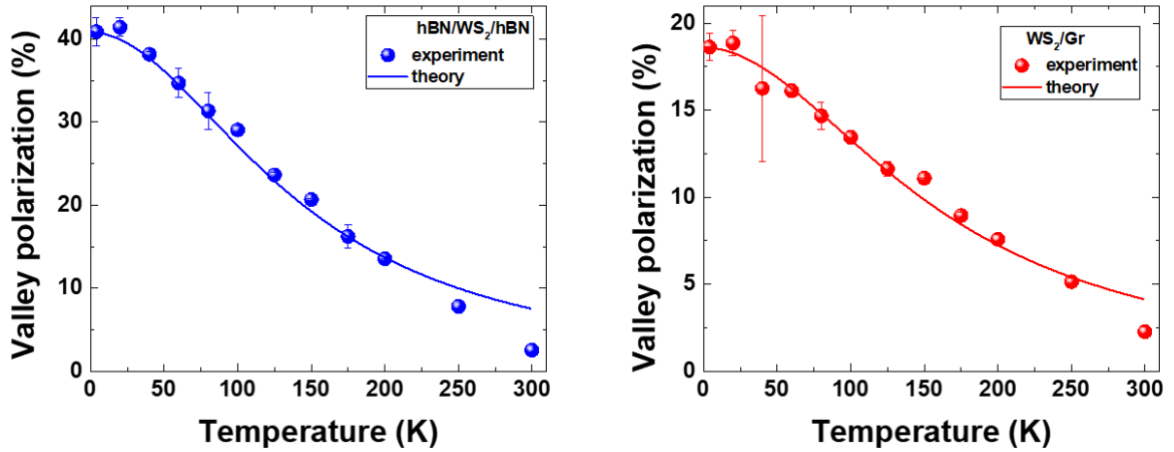 hBN/WS₂/hBN
experiment
theory
Valley polarization (%)
40
30
20
10
0
0 50 100 150 200 250 300
Temperature (K)
WS₂/Gr
experiment
theory
Valley polarization (%)
20
15
10
5
0
0 50 100 150 200 250 300
Temperature (K)